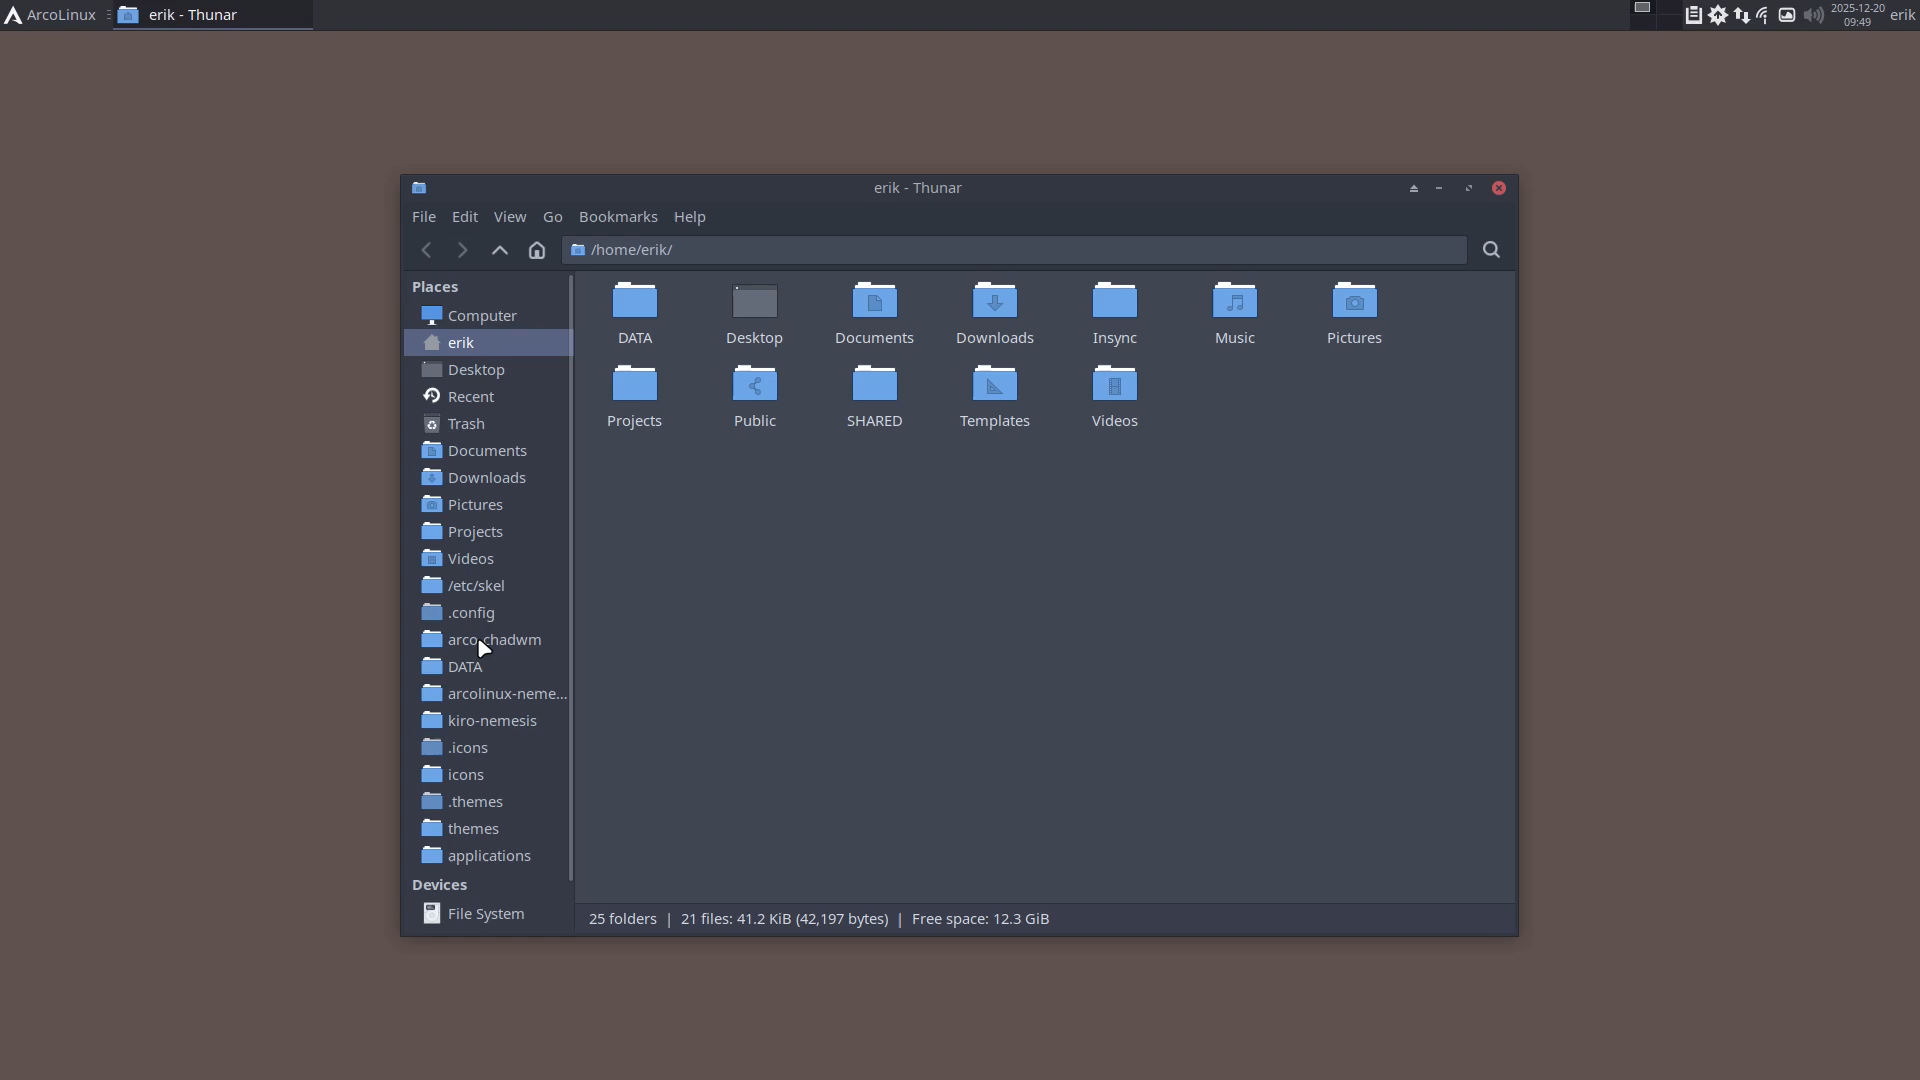 ArcoLinux
erik - Thunar
2025-12-20
09:49
erik
erik - Thunar
File Edit View Go Bookmarks Help
/home/erik/
Places
Computer
erik
Desktop
Recent
Trash
Documents
Downloads
Pictures
Projects
Videos
/etc/skel
.config
arco-chadwm
DATA
arcolinux-neme...
kiro-nemesis
.icons
icons
.themes
themes
applications
Devices
File System
DATA Desktop Documents Downloads Insync Music Pictures
Projects Public SHARED Templates Videos
25 folders | 21 files: 41.2 KiB (42,197 bytes) | Free space: 12.3 GiB